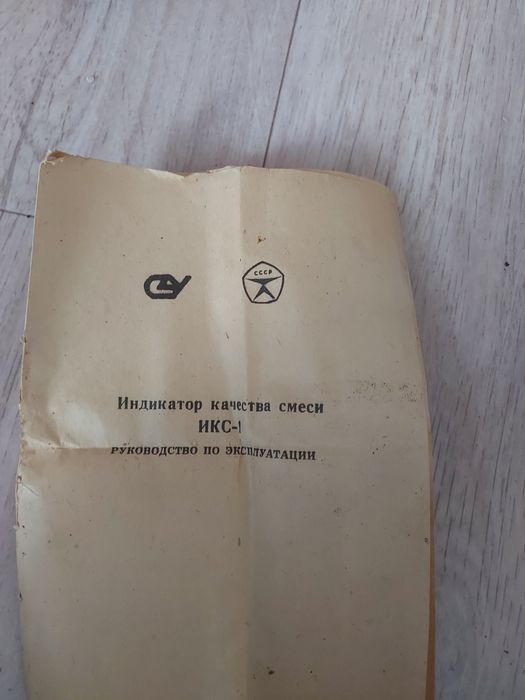 СССР
Индикатор качества смеси
ИКС-1
РУКОВОДСТВО ПО ЭКСПЛУАТАЦИИ